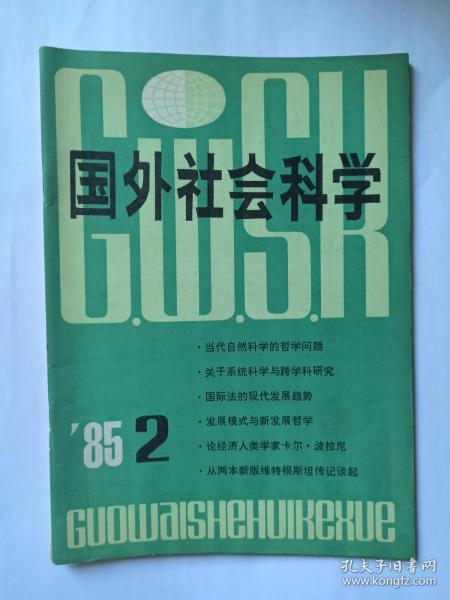 G.W.S.K
国外社会科学
·当代自然科学的哲学问题
·关于系统科学与跨学科研究
·国际法的现代发展趋势
·发展模式与新发展哲学
·论经济人类学家卡尔·波拉尼
·从两本新版维特根斯坦传记谈起
'85 2
GUOWAISHEHUIKEXUE
孔夫子旧书网
www.kongfz.com